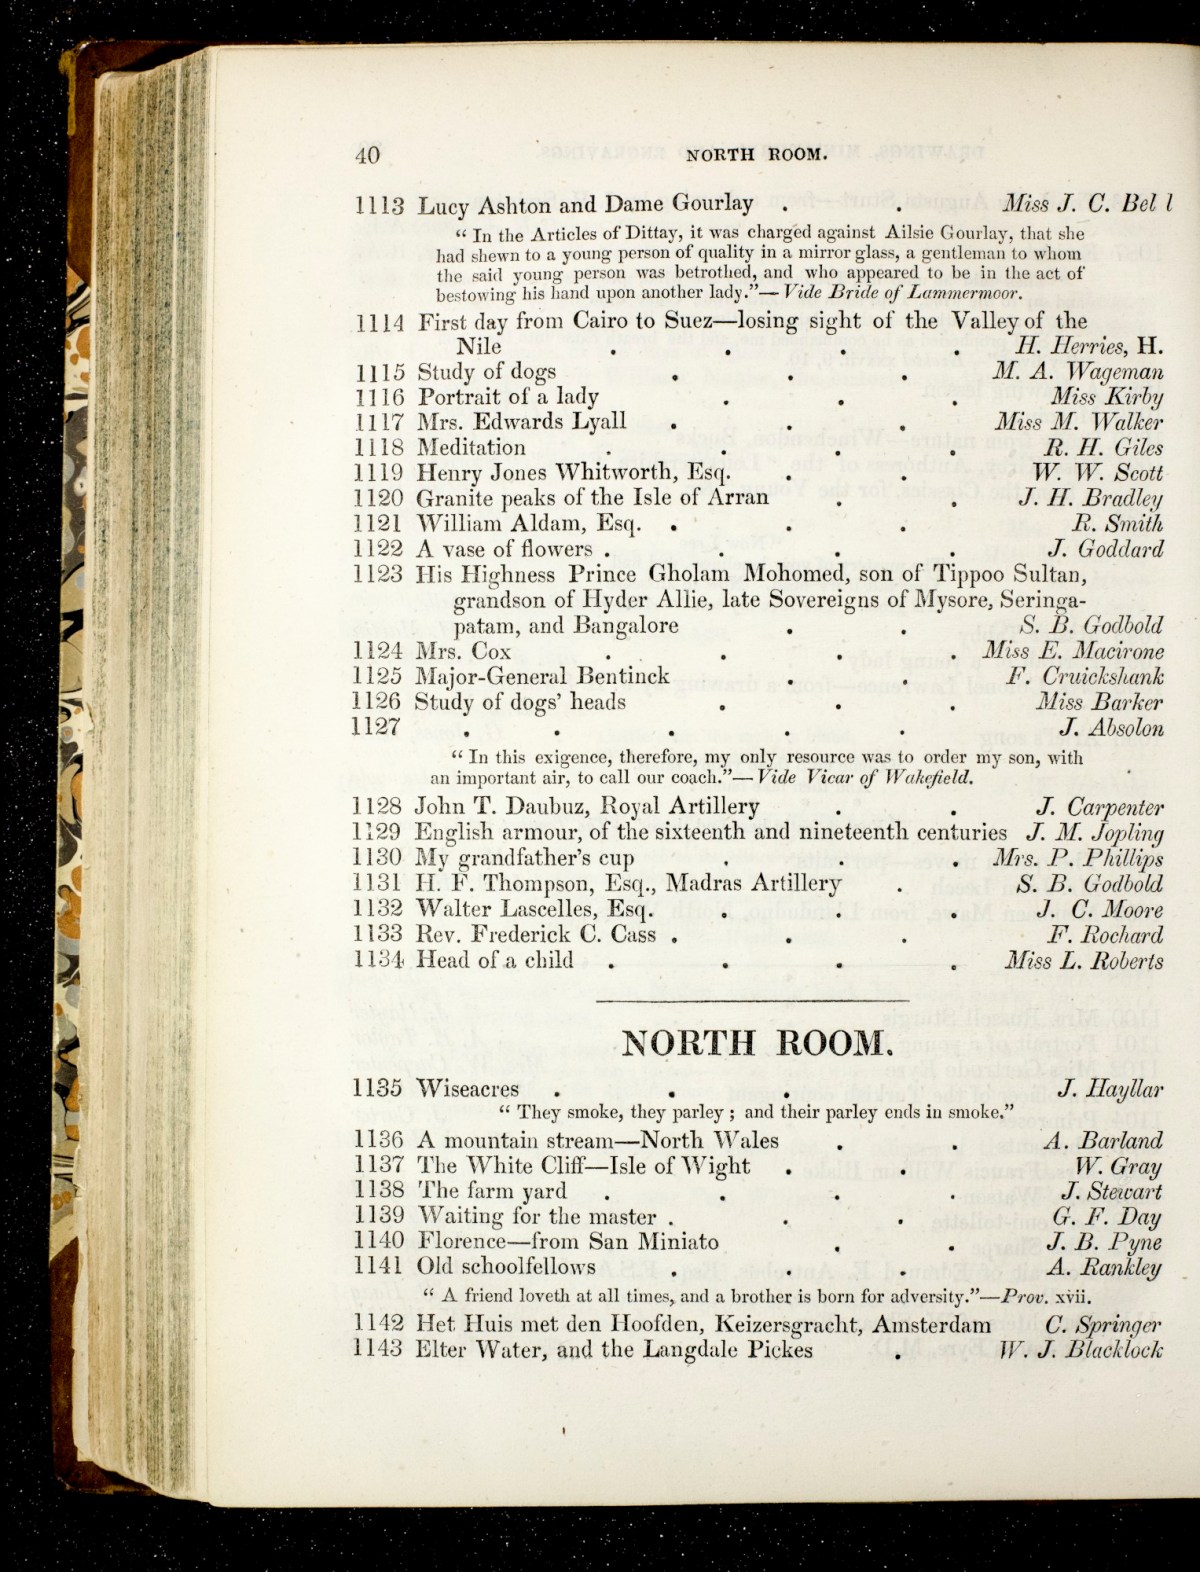 40 NORTH ROOM.
1113 Lucy Ashton and Dame Gourlay . . Miss J. C. Bel l
“ In the Articles of Dittay, it was charged against Ailsie Gourlay, that she
had shewn to a young person of quality in a mirror glass, a gentleman to whom
the said young person was betrothed, and who appeared to be in the act of
bestowing his hand upon another lady.”—Vide Bride of Lammermoor.
1114 First day from Cairo to Suez—losing sight of the Valley of the
Nile . . . . H. Herries, H.
1115 Study of dogs . . . M. A. Wageman
1116 Portrait of a lady . . . Miss Kirby
1117 Mrs. Edwards Lyall . . . Miss M. Walker
1118 Meditation . . . . R. H. Giles
1119 Henry Jones Whitworth, Esq. . . W. W. Scott
1120 Granite peaks of the Isle of Arran . . J. H. Bradley
1121 William Aldam, Esq. . . . R. Smith
1122 A vase of flowers . . . . J. Goddard
1123 His Highness Prince Gholam Mohomed, son of Tippoo Sultan,
grandson of Hyder Allie, late Sovereigns of Mysore, Seringa-
patam, and Bangalore . . S. B. Godbold
1124 Mrs. Cox . . . . Miss E. Macirone
1125 Major-General Bentinck . . F. Cruickshank
1126 Study of dogs’ heads . . . Miss Barker
1127 . . . . . J. Absolon
“ In this exigence, therefore, my only resource was to order my son, with
an important air, to call our coach.”—Vide Vicar of Wakefield.
1128 John T. Daubuz, Royal Artillery . . J. Carpenter
1129 English armour, of the sixteenth and nineteenth centuries J. M. Jopling
1130 My grandfather’s cup . . . Mrs. P. Phillips
1131 H. F. Thompson, Esq., Madras Artillery . S. B. Godbold
1132 Walter Lascelles, Esq. . . . J. C. Moore
1133 Rev. Frederick C. Cass . . . F. Rochard
1134 Head of a child . . . . Miss L. Roberts
NORTH ROOM.
1135 Wiseacres . . . J. Hayllar
“ They smoke, they parley ; and their parley ends in smoke.”
1136 A mountain stream—North Wales . . A. Barland
1137 The White Cliff—Isle of Wight . . W. Gray
1138 The farm yard . . . . J. Stewart
1139 Waiting for the master . . . G. F. Day
1140 Florence—from San Miniato . . J. B. Pyne
1141 Old schoolfellows . . . A. Rankley
“ A friend loveth at all times, and a brother is born for adversity.”—Prov. xvii.
1142 Het Huis met den Hoofden, Keizersgracht, Amsterdam C. Springer
1143 Elter Water, and the Langdale Pickes . W. J. Blacklock